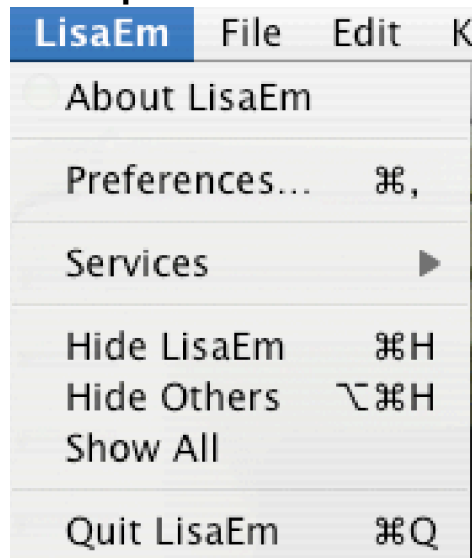 LisaEm File Edit K
About LisaEm
Preferences... ⌘,
Services ▶
Hide LisaEm ⌘H
Hide Others ⌥⌘H
Show All
Quit LisaEm ⌘Q